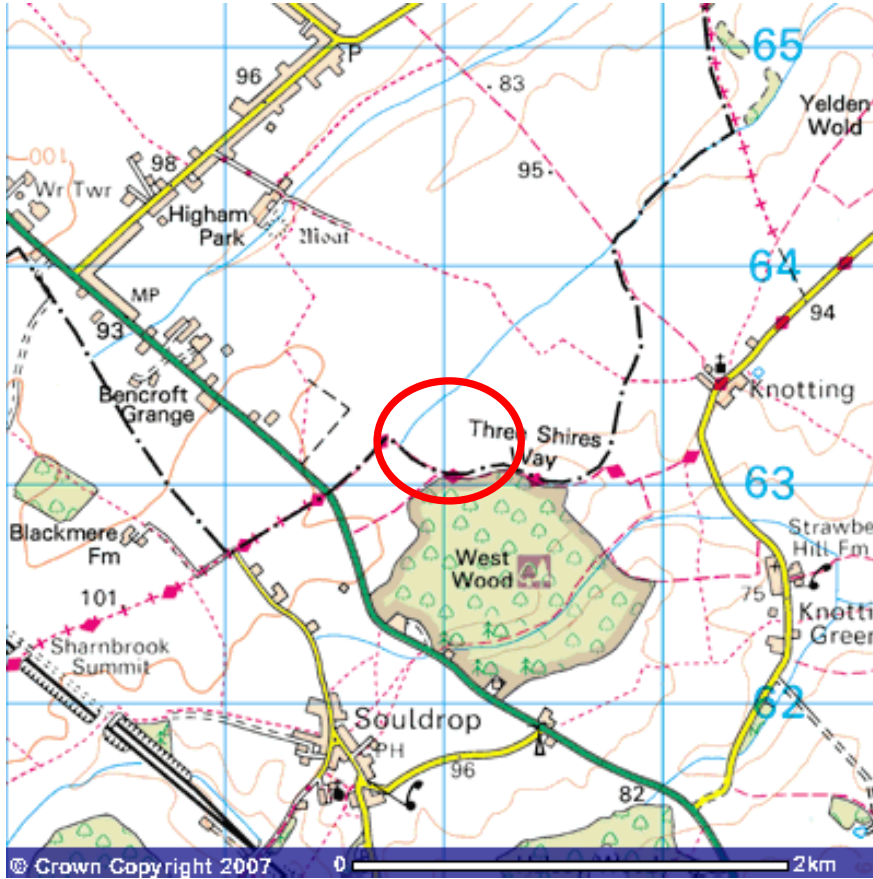 65
P
96
83
Yelden
Wold
98
95
100
Wr Twr
Higham
Park
Moat
64
94
MP
93
Bencroft
Grange
Knotting
Three Shires
Way
63
Blackmere
Fm
Strawbe
Hill Fm
West
Wood
75
101
Knotti
Green
Sharnbrook
Summit
62
Souldrop
PH
96
82
© Crown Copyright 2007 0 2km